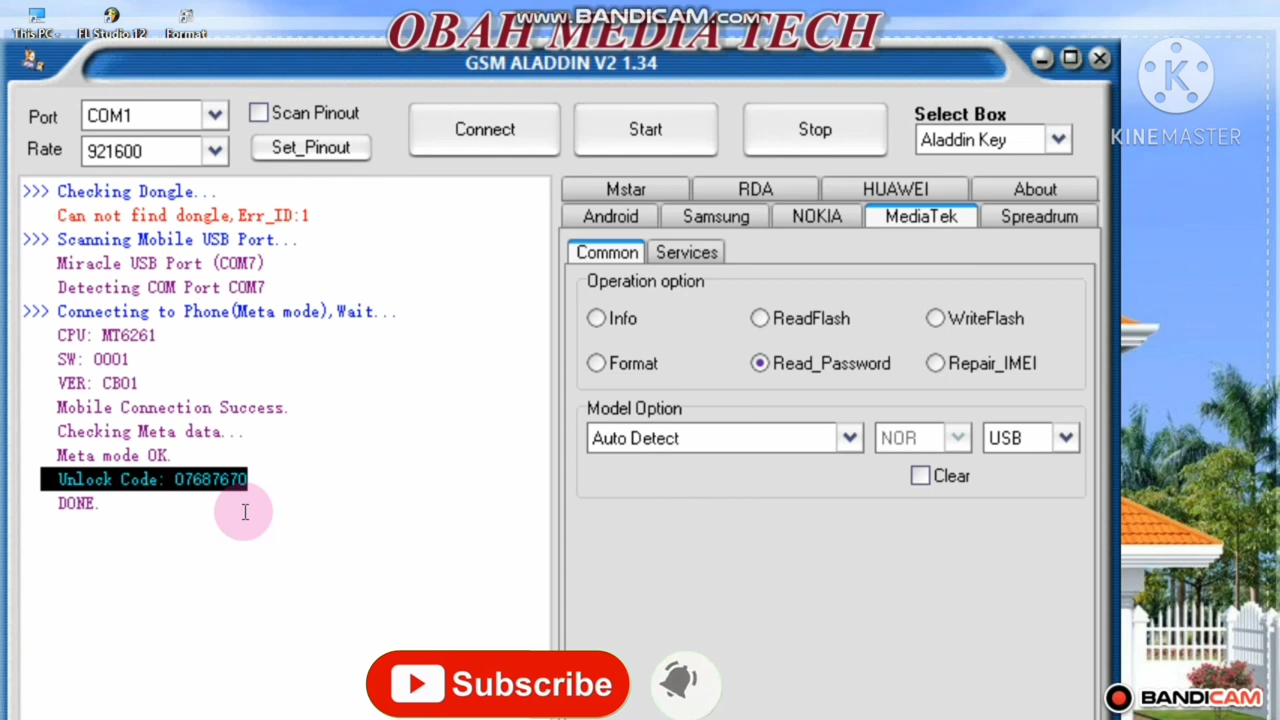 www.BANDICAM.com
OBAH MEDIA TECH
This PC
FL Studio 12
Format
GSM ALADDIN V2 1.34
Port
COM1
Scan Pinout
Connect
Start
Stop
Select Box
Rate
921600
Set_Pinout
Aladdin Key
KINEMASTER
>>> Checking Dongle...
Can not find dongle,Err_ID:1
>>> Scanning Mobile USB Port...
Miracle USB Port (COM7)
Detecting COM Port COM7
>>> Connecting to Phone(Meta mode),Wait...
CPU: MT6261
SW: 0001
VER: CB01
Mobile Connection Success.
Checking Meta data...
Meta mode OK.
Unlock Code: 07687670
DONE.
Mstar RDA HUAWEI About
Android Samsung NOKIA MediaTek Spreadrum
Common Services
Operation option
Info ReadFlash WriteFlash
Format Read_Password Repair_IMEI
Model Option
Auto Detect NOR USB
Clear
Subscribe
BANDICAM